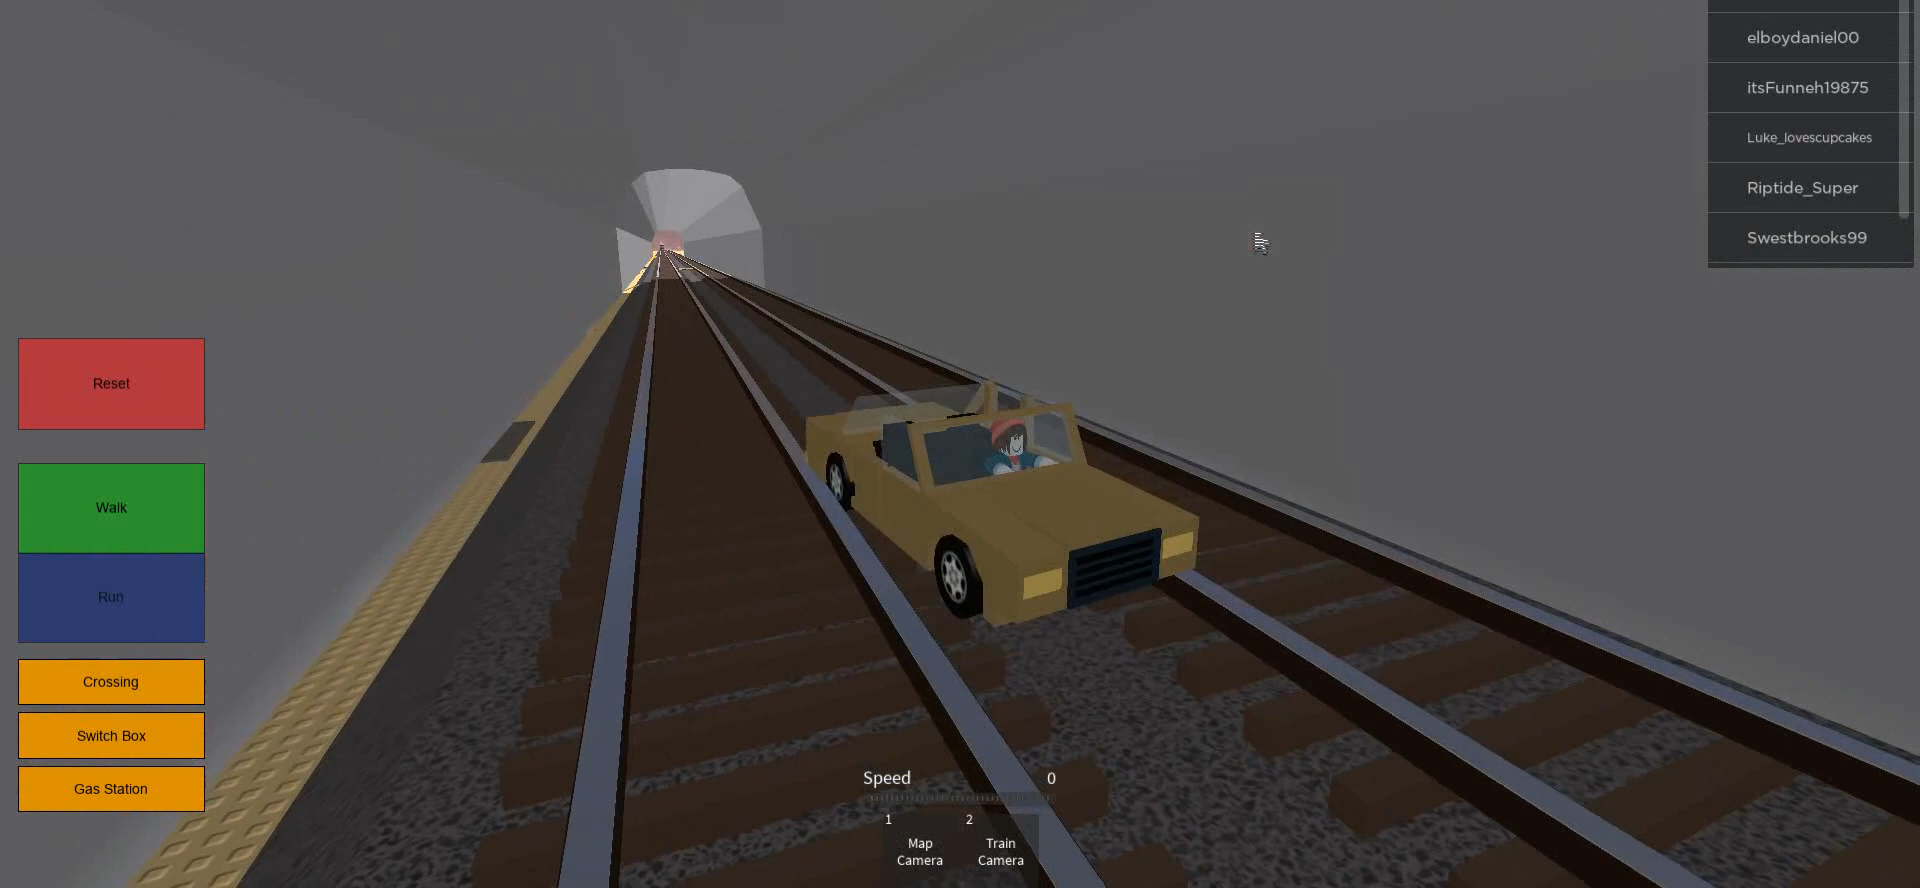 elboydaniel00
itsFunneh19875
Luke_lovescupcakes
Riptide_Super
Swestbrooks99
Reset
Walk
Run
Crossing
Switch Box
Gas Station
Speed 0
1 2
Map Train
Camera Camera